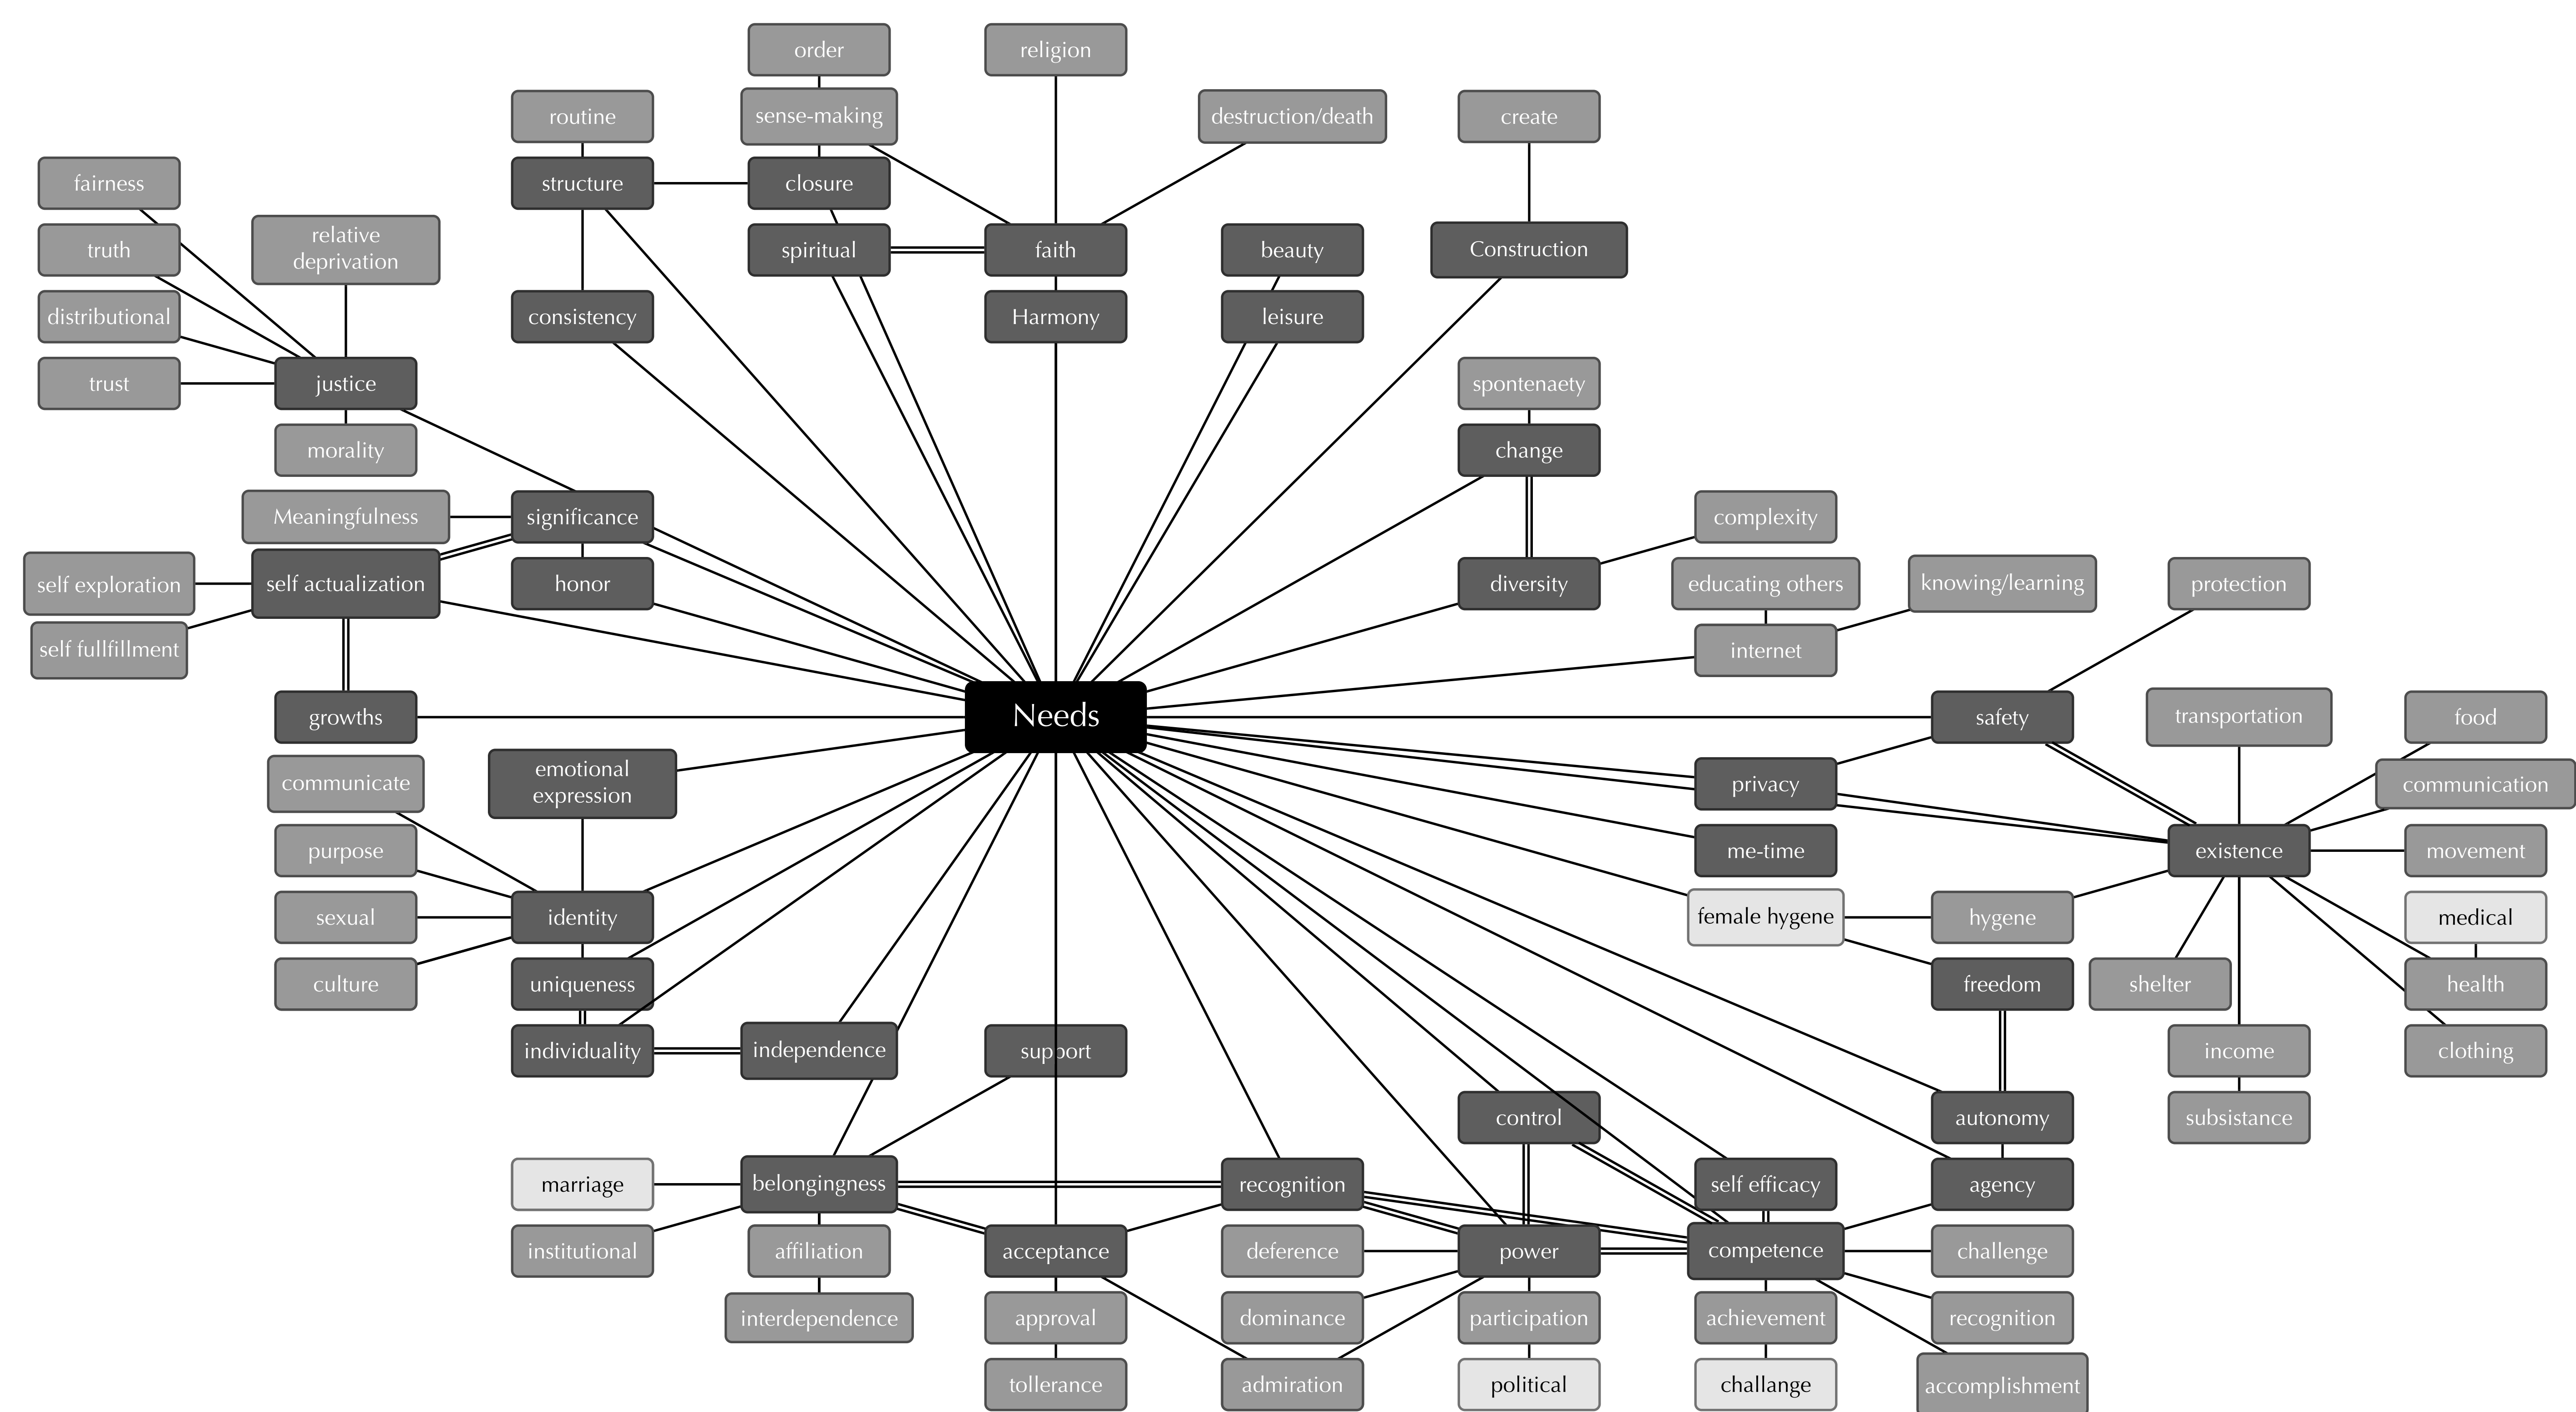 order
religion
routine
sense-making
destruction/death
create
fairness
structure
closure
truth
relative
deprivation
spiritual
faith
beauty
Construction
distributional
consistency
Harmony
leisure
trust
justice
spontenaety
morality
change
Meaningfulness
significance
complexity
self exploration
self actualization
honor
diversity
educating others
knowing/learning
protection
self fullfillment
internet
growths
Needs
safety
transportation
food
communicate
emotional
expression
privacy
communication
purpose
me-time
existence
movement
sexual
identity
female hygene
hygene
medical
culture
uniqueness
freedom
shelter
health
individuality
independence
support
income
clothing
control
autonomy
subsistance
marriage
belongingness
recognition
self efficacy
agency
institutional
affiliation
acceptance
deference
power
competence
challenge
interdependence
approval
dominance
participation
achievement
recognition
tollerance
admiration
political
challange
accomplishment